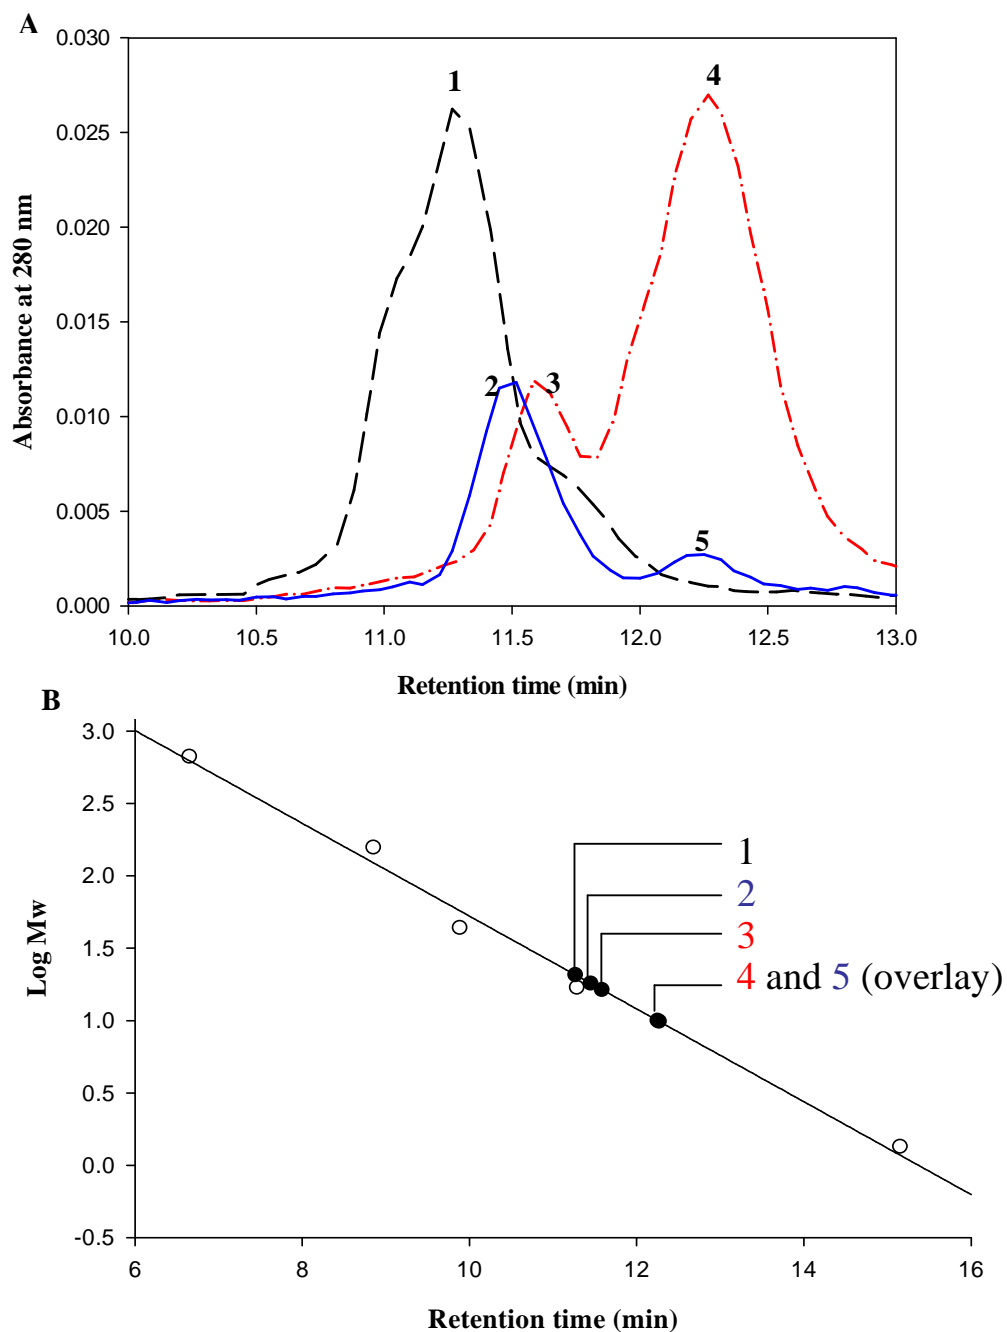 A
0.030
0.025
0.020
0.015
0.010
0.005
0.000
Absorbance at 280 nm
1
2
3
4
5
10.0 10.5 11.0 11.5 12.0 12.5 13.0
Retention time (min)
B
3.0
2.5
2.0
1.5
1.0
0.5
0.0
-0.5
Log Mw
1
2
3
4 and 5 (overlay)
6 8 10 12 14 16
Retention time (min)